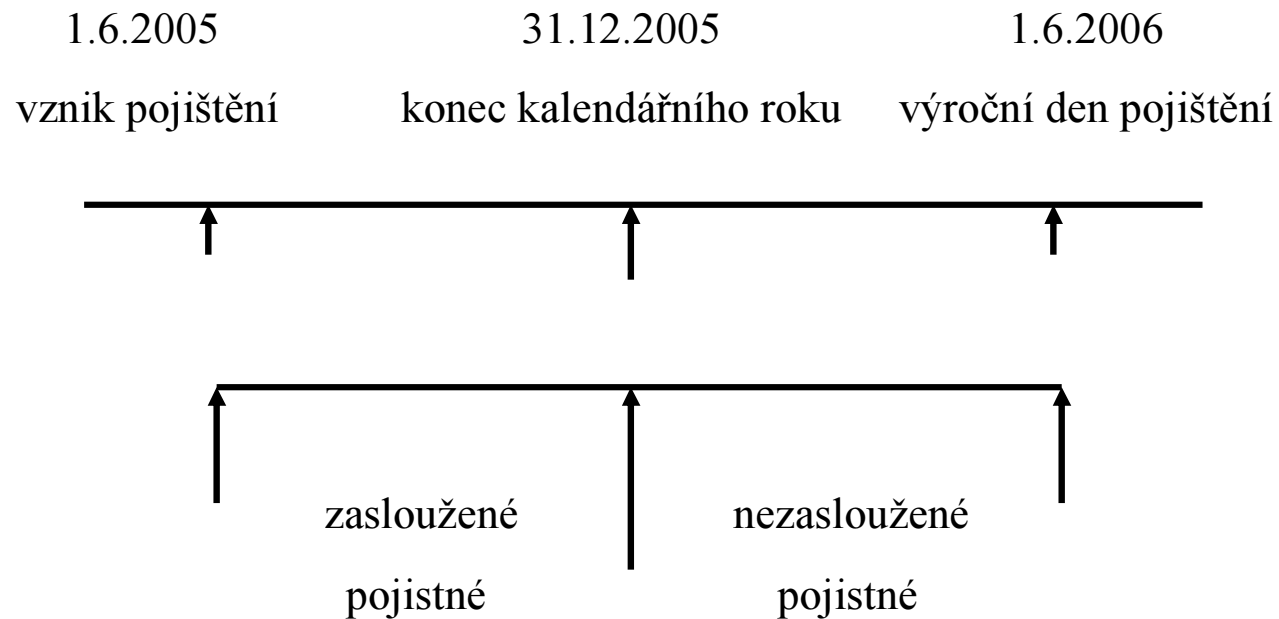 1.6.2005 31.12.2005 1.6.2006
vznik pojištění konec kalendářního roku výroční den pojištění
zasloužené nezasloužené
pojistné pojistné